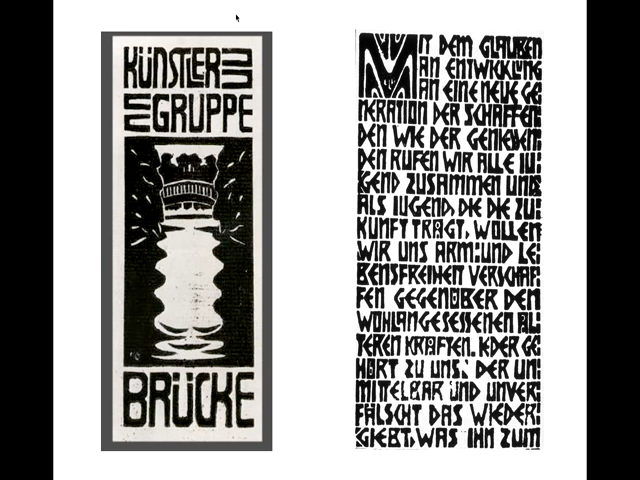 KÜNSTLER
GRUPPE
BRÜCKE
MIT DEM GLAUBEN
AN ENTWICKLUNG
AN EINE NEUE GE
NERATION DER SCHAFFEN
DEN WIE DER GENIEßEN:
DEN RUFEN WIR ALLE JU:
GEND ZUSAMMEN UND
ALS JUGEND, DIE DIE ZU:
KUNFT TRÄGT, WOLLEN
WIR UNS ARM: UND LE:
BENSFREIHEIT VERSCHAF:
FEN GEGENÜBER DEN
WOHLANGESESSENEN ÄL:
TEREN KRÄFTEN. JEDER GE
HÖRT ZU UNS, DER UN:
MITTELBAR UND UNVER:
FÄLSCHT DAS WIEDER:
GIEBT, WAS IHN ZUM